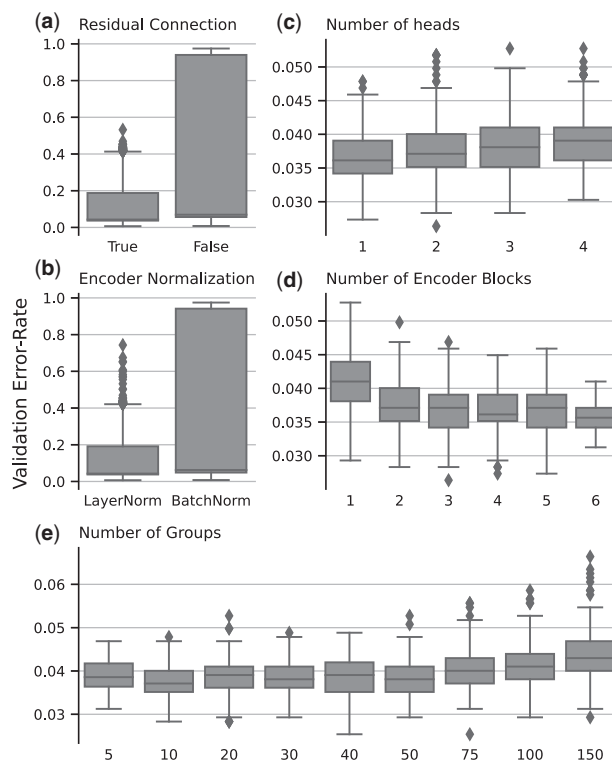 (a) Residual Connection
1.0
0.8
0.6
0.4
0.2
0.0
True False
(b) Encoder Normalization
1.0
0.8
0.6
0.4
0.2
0.0
LayerNorm BatchNorm
Validation Error-Rate
(c) Number of heads
0.050
0.045
0.040
0.035
0.030
1 2 3 4
(d) Number of Encoder Blocks
0.050
0.045
0.040
0.035
0.030
1 2 3 4 5 6
(e) Number of Groups
0.06
0.05
0.04
0.03
5 10 20 30 40 50 75 100 150